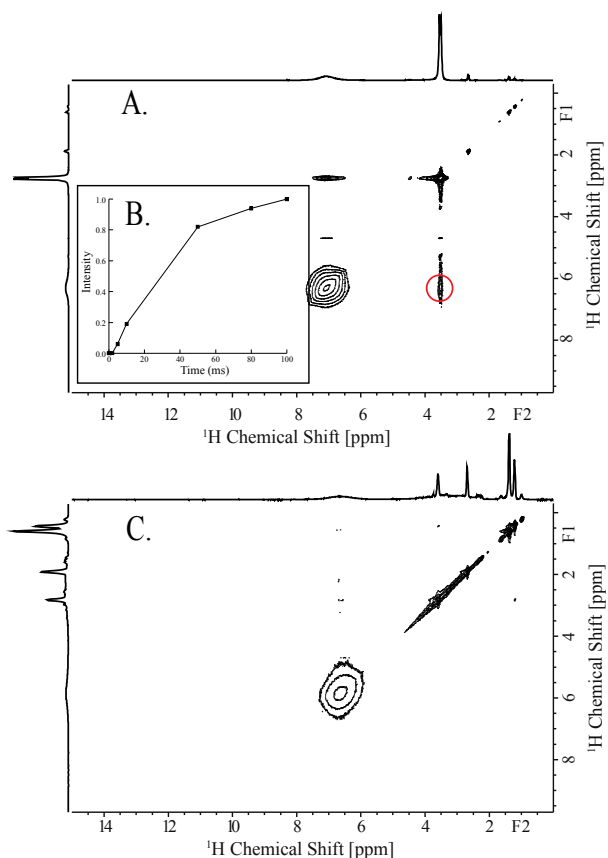 A.
F1
2
4
6
8
¹H Chemical Shift [ppm]
B.
1.0
0.8
0.6
0.4
0.2
0.0
Intensity
0 20 40 60 80 100
Time (ms)
14 12 10 8 6 4 2 F2
¹H Chemical Shift [ppm]
C.
F1
2
4
6
8
¹H Chemical Shift [ppm]
14 12 10 8 6 4 2 F2
¹H Chemical Shift [ppm]